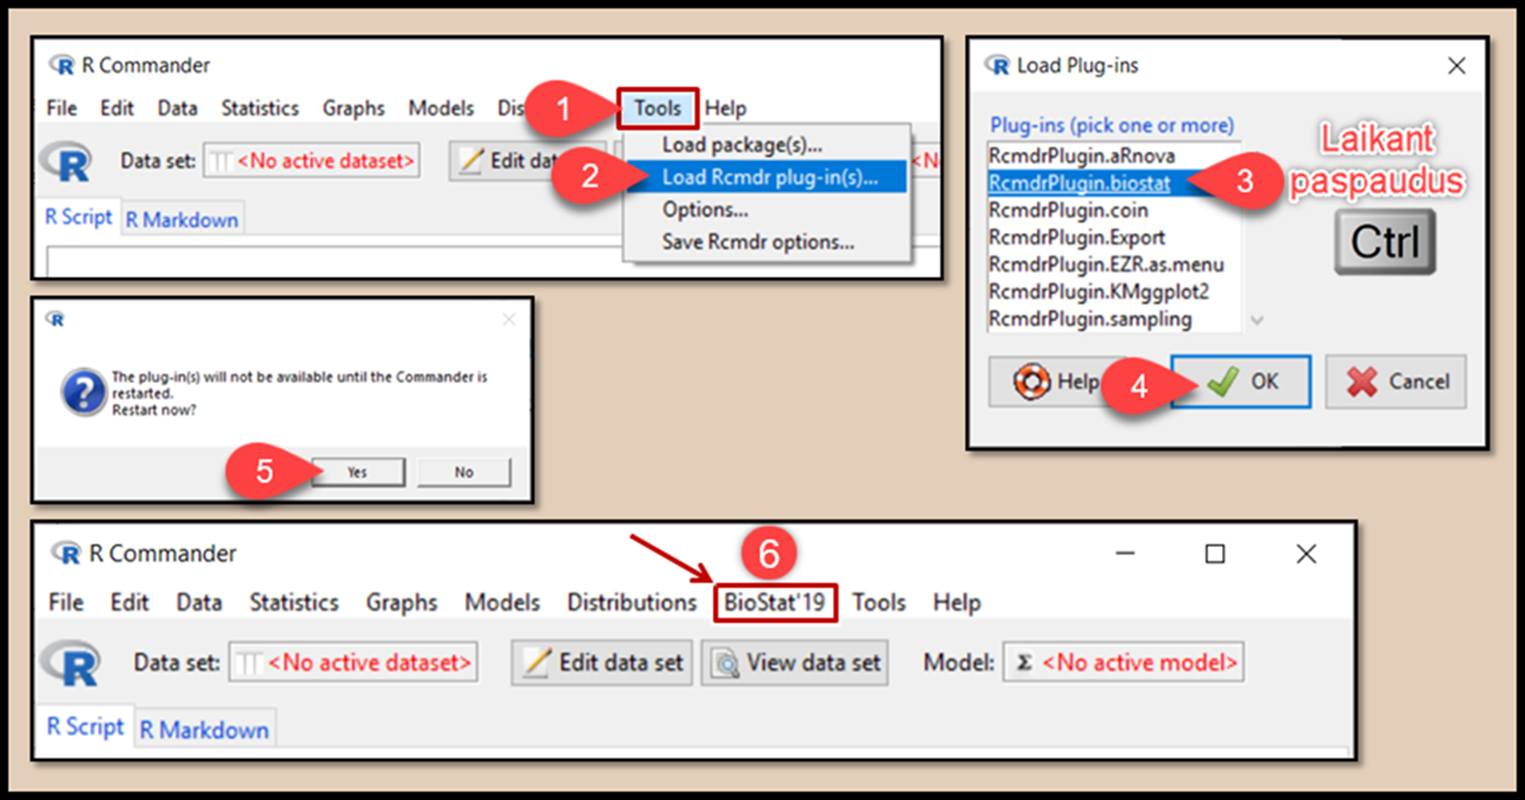 R Commander
File Edit Data Statistics Graphs Models Dis 1 Tools Help
Data set: <No active dataset> Edit dat <N
Load package(s)...
2 Load Rcmdr plug-in(s)...
Options...
Save Rcmdr options...
R Script R Markdown
R Load Plug-ins
Plug-ins (pick one or more)
RcmdrPlugin.aRnova
RcmdrPlugin.biostat
RcmdrPlugin.coin
RcmdrPlugin.Export
RcmdrPlugin.EZR.as.menu
RcmdrPlugin.KMggplot2
RcmdrPlugin.sampling
3
Laikant
paspaudus
Ctrl
Help 4 OK Cancel
R
The plug-in(s) will not be available until the Commander is
restarted.
Restart now?
5 Yes No
R Commander
6
File Edit Data Statistics Graphs Models Distributions BioStat'19 Tools Help
R Data set: <No active dataset> Edit data set View data set Model: Σ <No active model>
R Script R Markdown